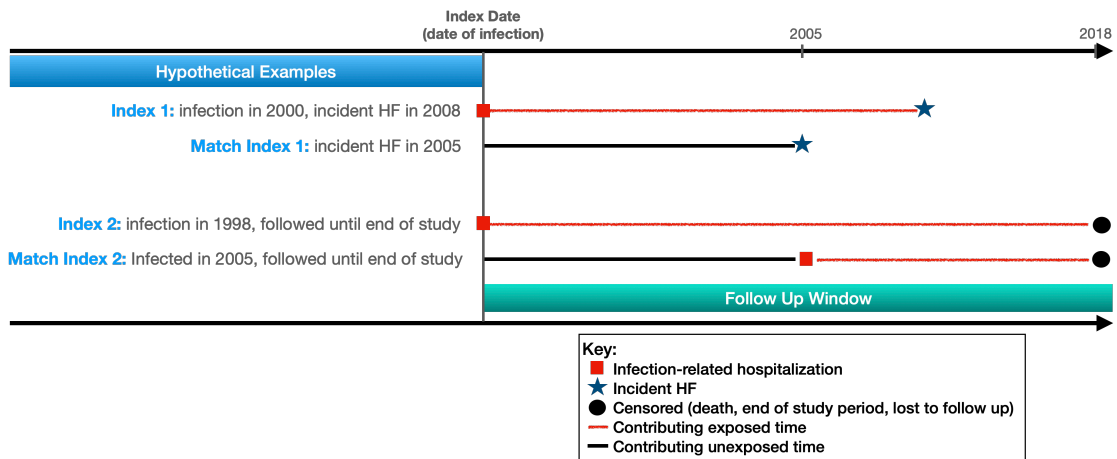 Index Date
(date of infection)
2005
2018
Hypothetical Examples
Index 1: infection in 2000, incident HF in 2008
Match Index 1: incident HF in 2005
Index 2: infection in 1998, followed until end of study
Match Index 2: Infected in 2005, followed until end of study
Follow Up Window
Key:
Infection-related hospitalization
Incident HF
Censored (death, end of study period, lost to follow up)
Contributing exposed time
Contributing unexposed time